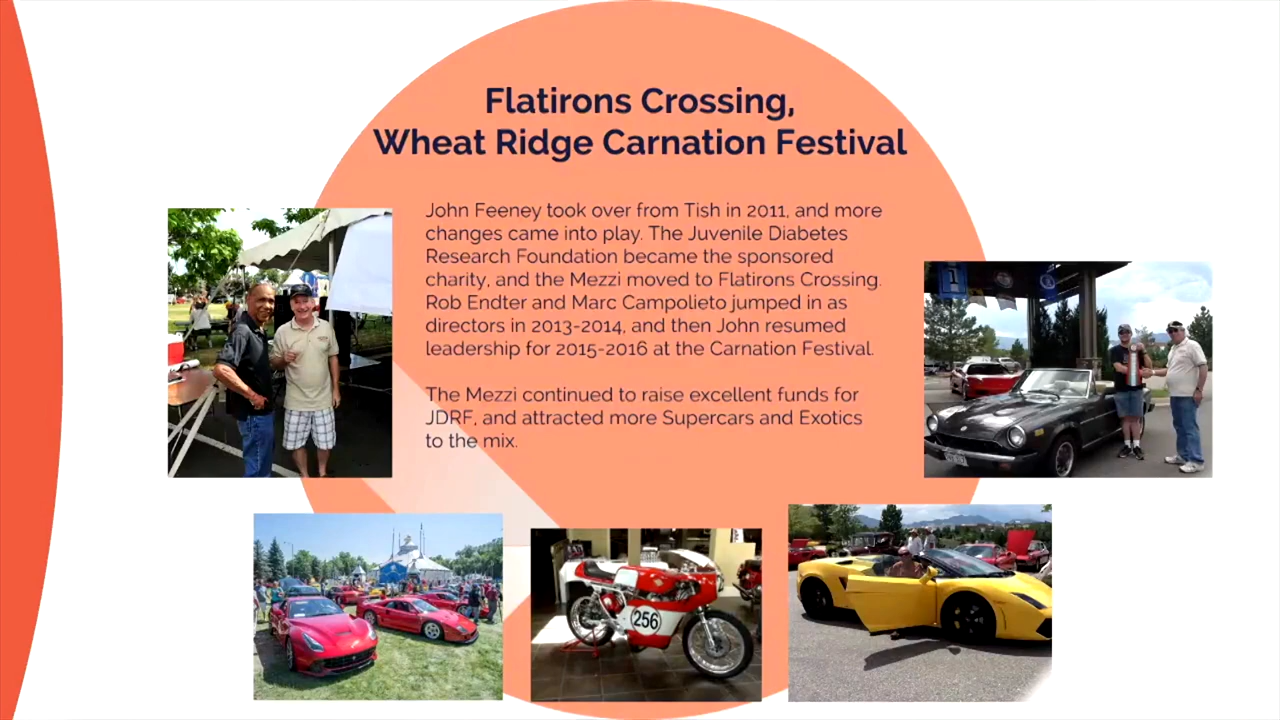 Flatirons Crossing,
Wheat Ridge Carnation Festival
John Feeney took over from Tish in 2011, and more
changes came into play. The Juvenile Diabetes
Research Foundation became the sponsored
charity, and the Mezzi moved to Flatirons Crossing.
Rob Endter and Marc Campolieto jumped in as
directors in 2013-2014, and then John resumed
leadership for 2015-2016 at the Carnation Festival.
The Mezzi continued to raise excellent funds for
JDRF, and attracted more Supercars and Exotics
to the mix.
1
256